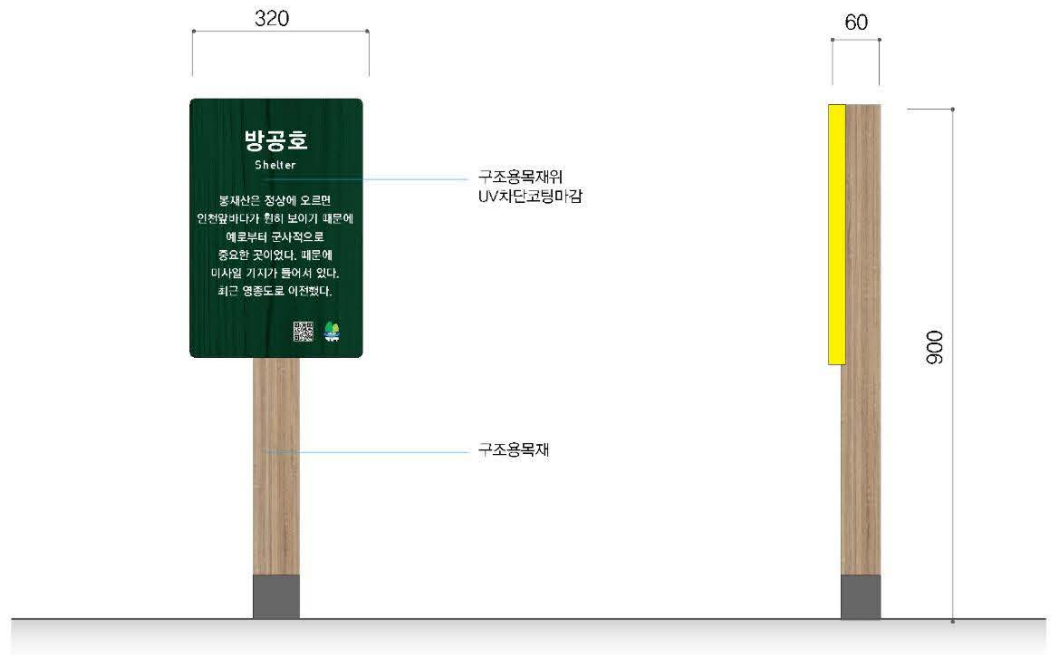 320
60
방공호
Shelter
구조용목재위
UV차단코팅마감
봉재산은 정상에 오르면
인천앞바다가 훤히 보이기 때문에
예로부터 군사적으로
중요한 곳이었다. 때문에
미사일 기지가 들어서 있다.
최근 영종도로 이전했다.
900
구조용목재